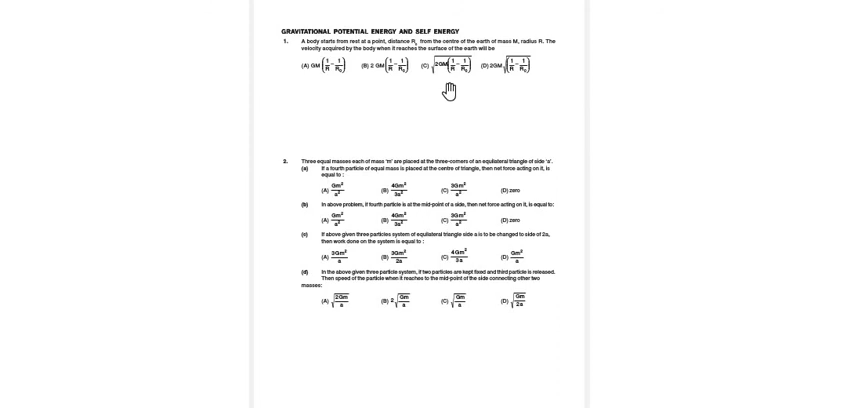 GRAVITATIONAL POTENTIAL ENERGY AND SELF ENERGY
1. A body starts from rest at a point, distance R₀ from the centre of the earth of mass M, radius R. The
velocity acquired by the body when it reaches the surface of the earth will be
(A) GM (1/R − 1/R₀) (B) 2 GM (1/R − 1/R₀) (C) √(2GM(1/R − 1/R₀)) (D) 2GM √(1/R − 1/R₀)
2. Three equal masses each of mass 'm' are placed at the three-corners of an equilateral triangle of side 'a'.
(a) If a fourth particle of equal mass is placed at the centre of triangle, then net force acting on it, is
equal to :
(A) Gm²/a² (B) 4Gm²/3a² (C) 3Gm²/a² (D) zero
(b) In above problem, if fourth particle is at the mid-point of a side, then net force acting on it, is equal to:
(A) Gm²/a² (B) 4Gm²/3a² (C) 3Gm²/a² (D) zero
(c) If above given three particles system of equilateral triangle side a is to be changed to side of 2a,
then work done on the system is equal to :
(A) 3Gm²/a (B) 3Gm²/2a (C) 4Gm²/3a (D) Gm²/a
(d) In the above given three particle system, if two particles are kept fixed and third particle is released.
Then speed of the particle when it reaches to the mid-point of the side connecting other two
masses:
(A) √(2Gm/a) (B) 2√(Gm/a) (C) √(Gm/a) (D) √(Gm/2a)